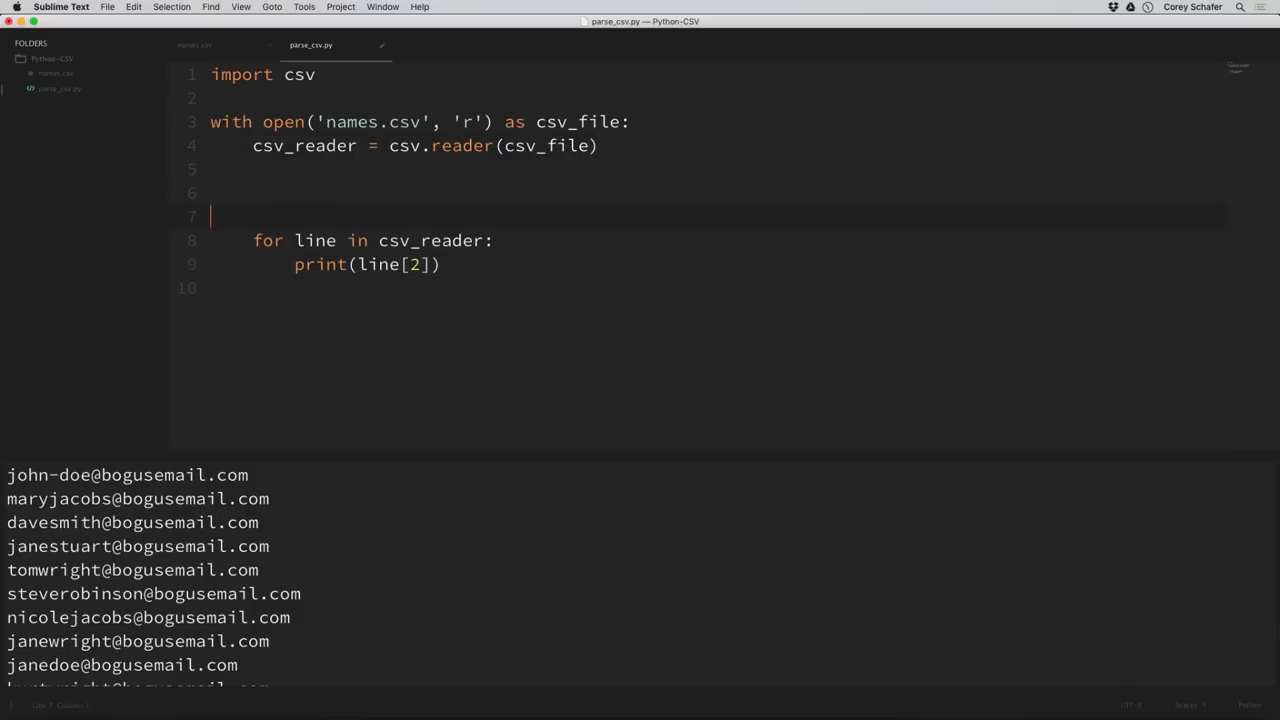 Sublime Text File Edit Selection Find View Goto Tools Project Window Help Corey Schafer
parse_csv.py — Python-CSV
FOLDERS
Python-CSV
names.csv
parse_csv.py
names.csv parse_csv.py
1 import csv
2
3 with open('names.csv', 'r') as csv_file:
4 csv_reader = csv.reader(csv_file)
5
6
7
8 for line in csv_reader:
9 print(line[2])
10
john-doe@bogusemail.com
maryjacobs@bogusemail.com
davesmith@bogusemail.com
janestuart@bogusemail.com
tomwright@bogusemail.com
steverobinson@bogusemail.com
nicolejacobs@bogusemail.com
janewright@bogusemail.com
janedoe@bogusemail.com
Line 7, Column 1 UTF-8 Spaces: 4 Python